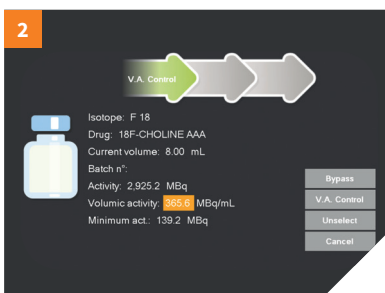 2
V.A. Control
Isotope: F 18
Drug: 18F-CHOLINE AAA
Current volume: 8.00 mL
Batch n°:
Activity: 2,925.2 MBq
Volumic activity: 365.6 MBq/mL
Minimum act.: 139.2 MBq
Bypass
V.A. Control
Unselect
Cancel